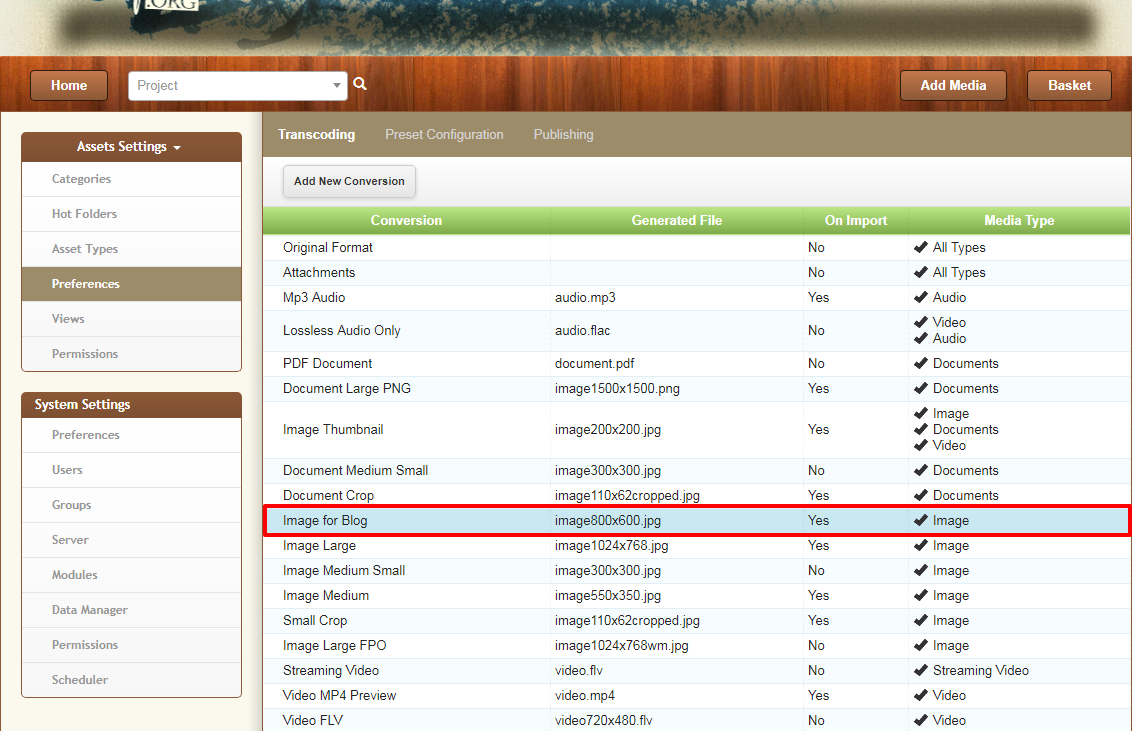 .ORG
Home
Project
Add Media
Basket
Assets Settings
Categories
Hot Folders
Asset Types
Preferences
Views
Permissions
System Settings
Preferences
Users
Groups
Server
Modules
Data Manager
Permissions
Scheduler
Transcoding Preset Configuration Publishing
Add New Conversion
Conversion Generated File On Import Media Type
Original Format No All Types
Attachments No All Types
Mp3 Audio audio.mp3 Yes Audio
Lossless Audio Only audio.flac No Video
Audio
PDF Document document.pdf No Documents
Document Large PNG image1500x1500.png Yes Documents
Image Thumbnail image200x200.jpg Yes Image
Documents
Video
Document Medium Small image300x300.jpg No Documents
Document Crop image110x62cropped.jpg Yes Documents
Image for Blog image800x600.jpg Yes Image
Image Large image1024x768.jpg Yes Image
Image Medium Small image300x300.jpg No Image
Image Medium image550x350.jpg Yes Image
Small Crop image110x62cropped.jpg Yes Image
Image Large FPO image1024x768wm.jpg No Image
Streaming Video video.flv No Streaming Video
Video MP4 Preview video.mp4 Yes Video
Video FLV video720x480.flv No Video